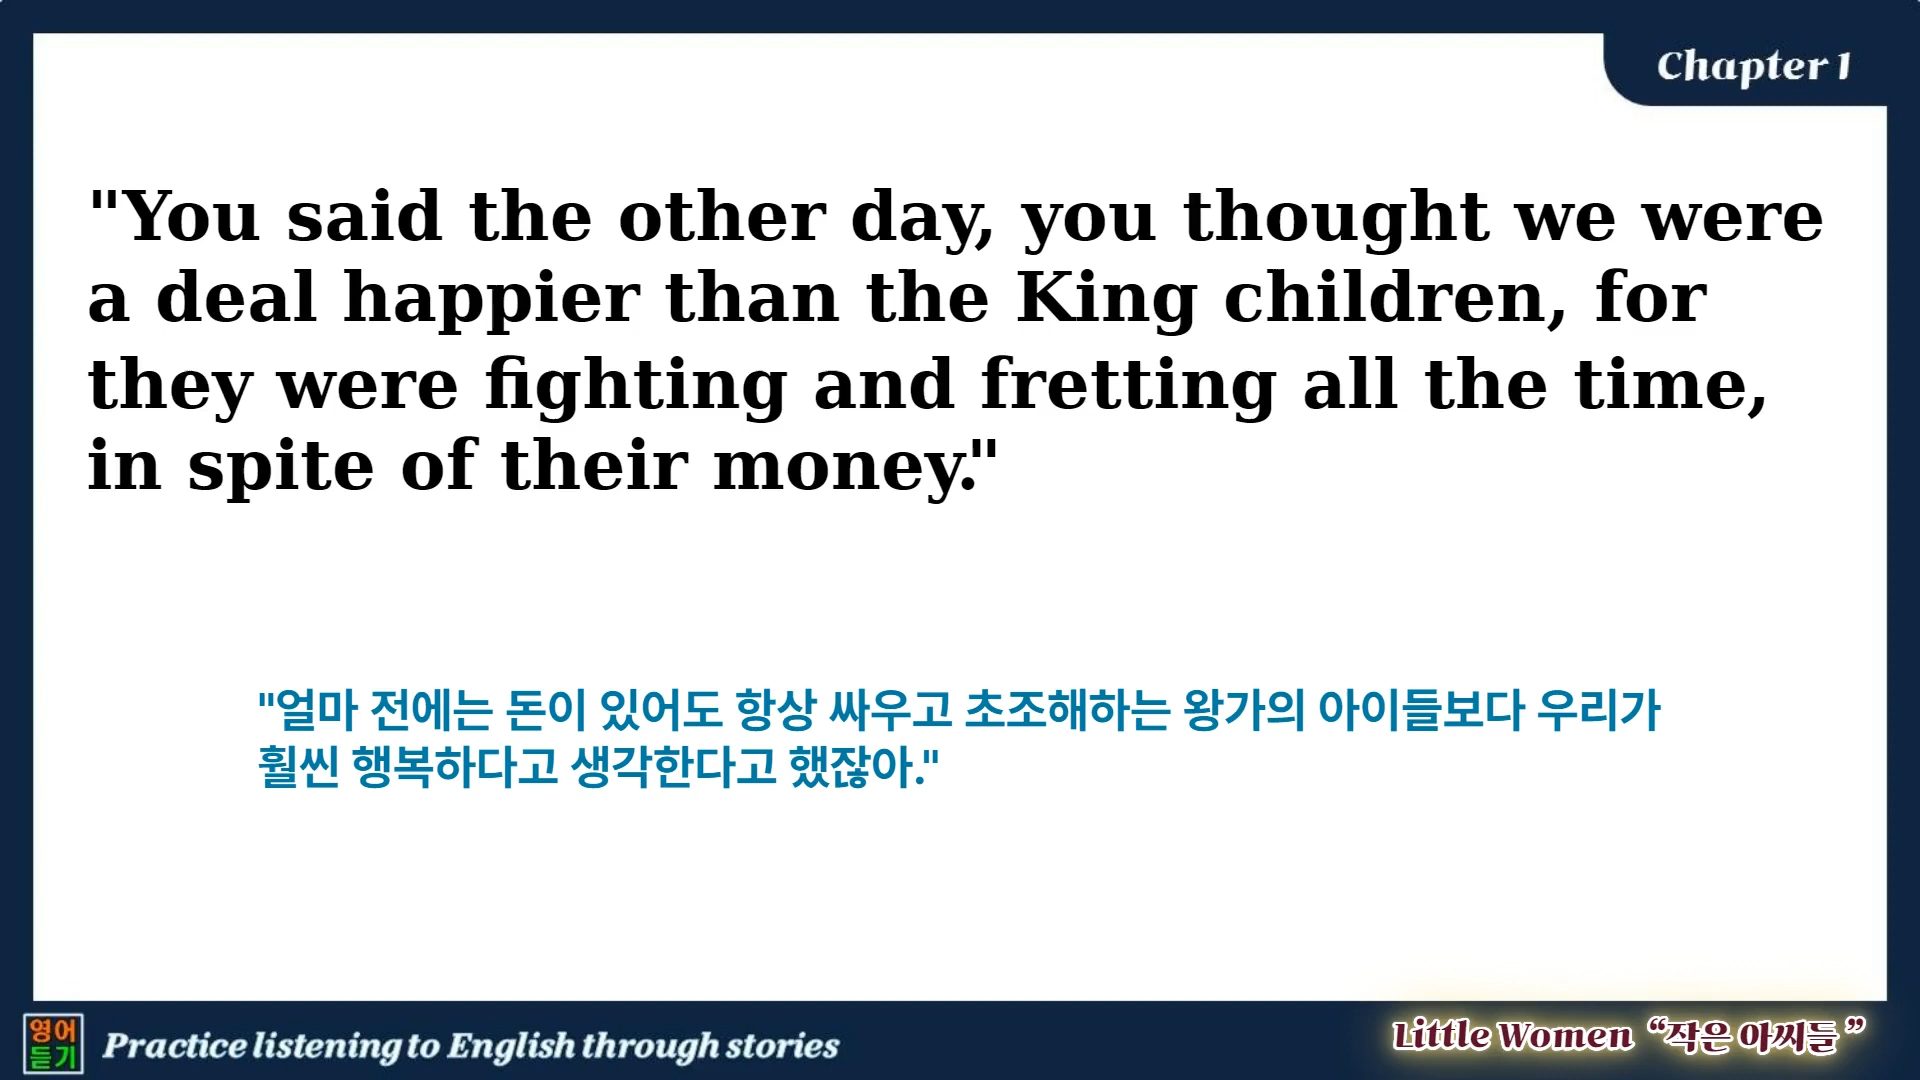 Chapter 1
"You said the other day, you thought we were
a deal happier than the King children, for
they were fighting and fretting all the time,
in spite of their money."
"얼마 전에는 돈이 있어도 항상 싸우고 초조해하는 왕가의 아이들보다 우리가
훨씬 행복하다고 생각한다고 했잖아."
영어
듣기
Practice listening to English through stories
Little Women “작은 아씨들”